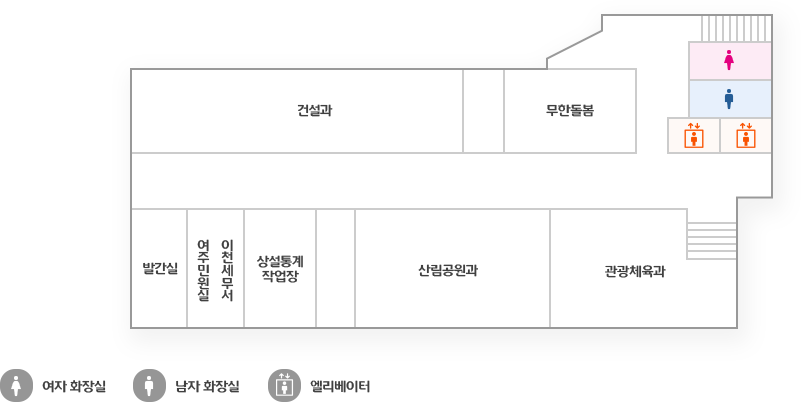 건설과
무한돌봄
발간실
여주민원실
이천세무서
상설통계
작업장
산림공원과
관광체육과
여자 화장실
남자 화장실
엘리베이터